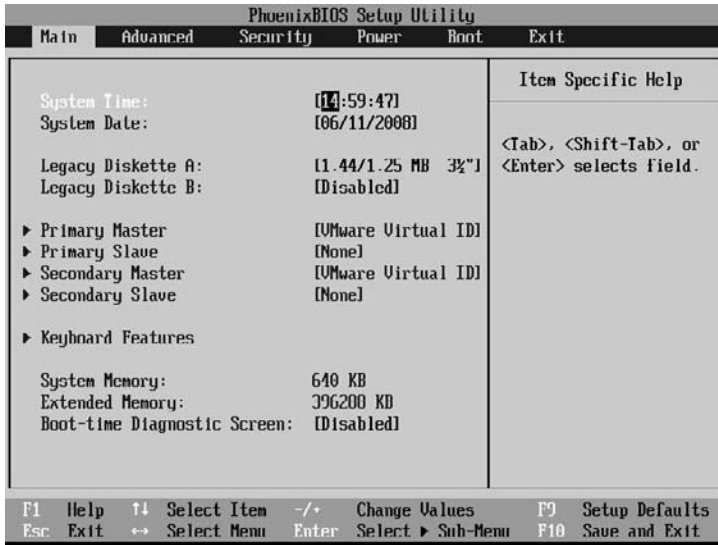 PhoenixBIOS Setup Utility
Main Advanced Security Power Boot Exit
Item Specific Help
System Time: [14:59:47]
System Date: [06/11/2008]
<Tab>, <Shift-Tab>, or
<Enter> selects field.
Legacy Diskette A: [1.44/1.25 MB 3½"]
Legacy Diskette B: [Disabled]
▶ Primary Master [VMware Virtual ID]
▶ Primary Slave [None]
▶ Secondary Master [VMware Virtual ID]
▶ Secondary Slave [None]
▶ Keyboard Features
System Memory: 640 KB
Extended Memory: 396288 KB
Boot-time Diagnostic Screen: [Disabled]
F1 Help ↑↓ Select Item -/+ Change Values F9 Setup Defaults
Esc Exit ↔ Select Menu Enter Select ▶ Sub-Menu F10 Save and Exit